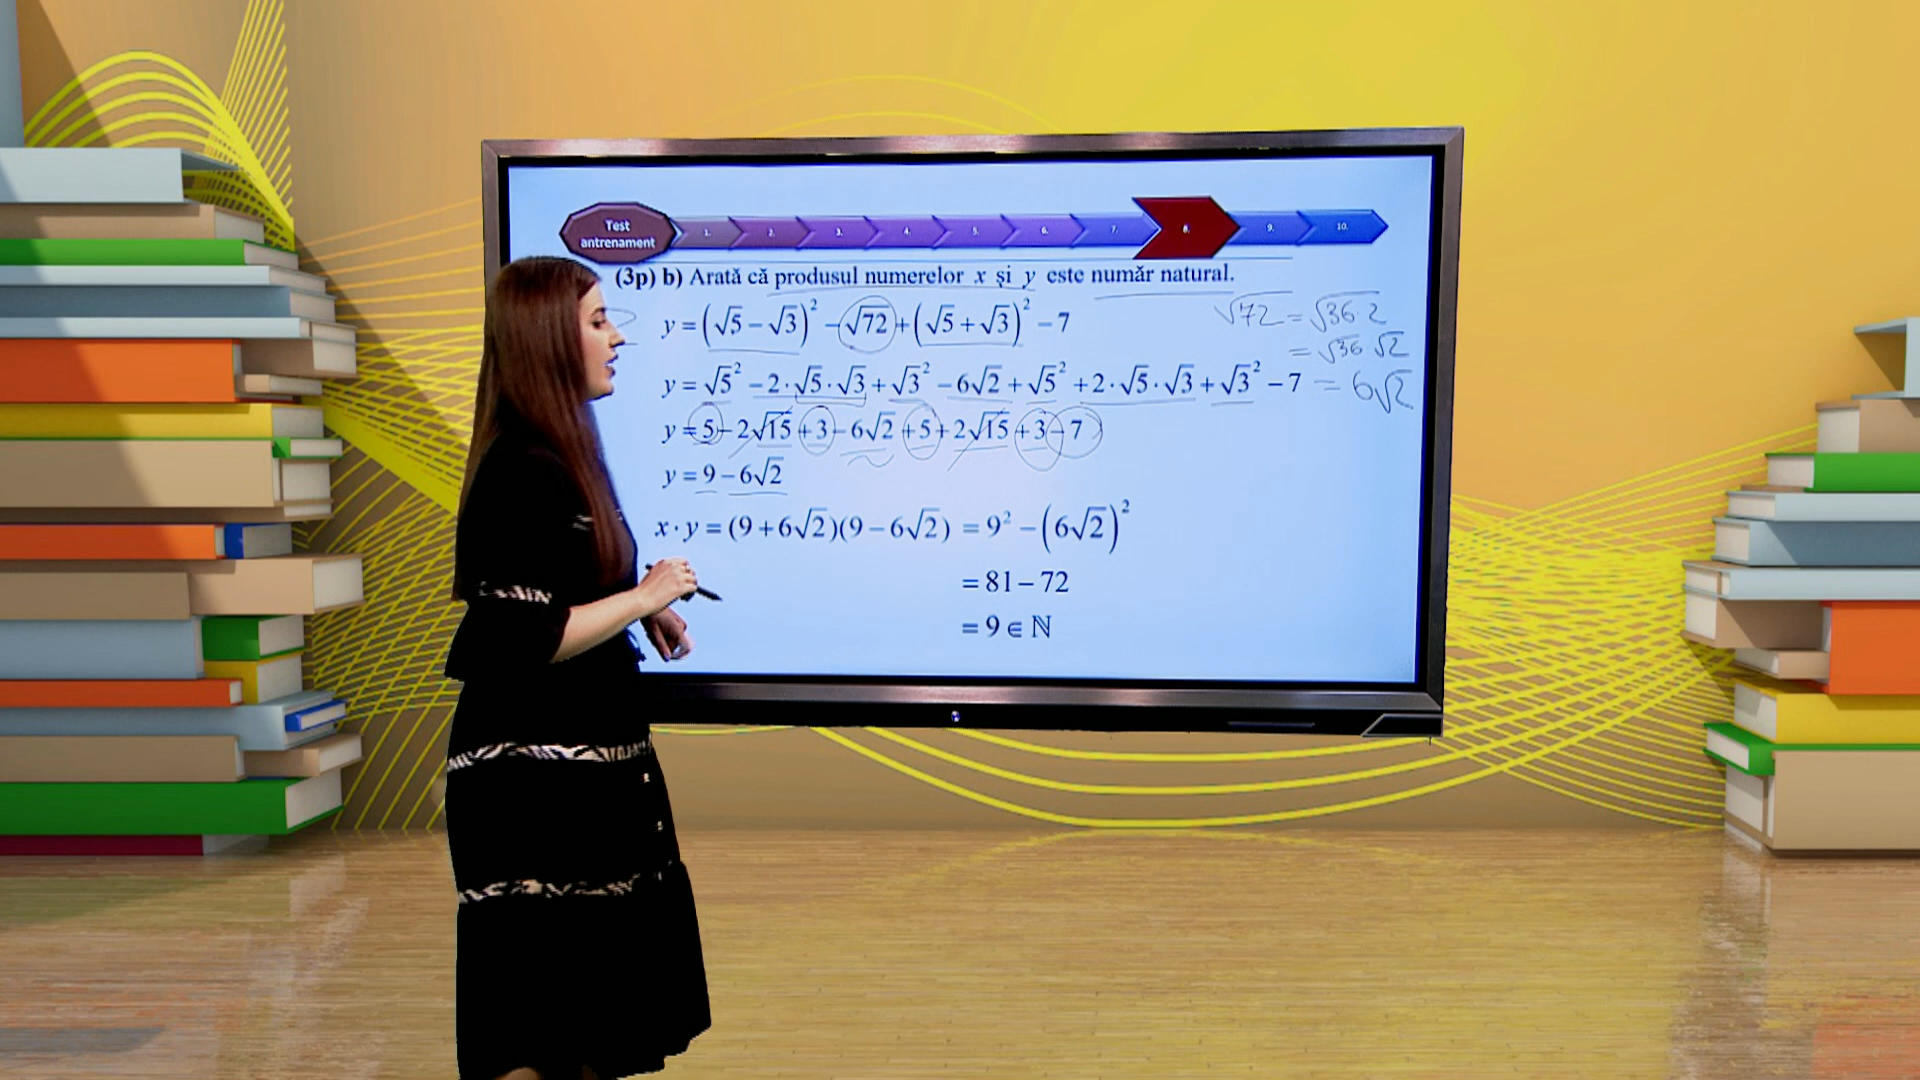 Test
antrenament
1. 2. 3. 4. 5. 6. 7. 8. 9. 10.
(3p) b) Arată că produsul numerelor x și y este număr natural.
y = (√5 − √3)² − √72 + (√5 + √3)² − 7
√72 = √36·2
= √36 √2
y = √5² − 2·√5·√3 + √3² − 6√2 + √5² + 2·√5·√3 + √3² − 7
= 6√2
y = 5 − 2√15 + 3 − 6√2 + 5 + 2√15 + 3 − 7
y = 9 − 6√2
x·y = (9 + 6√2)(9 − 6√2) = 9² − (6√2)²
= 81 − 72
= 9 ∈ ℕ